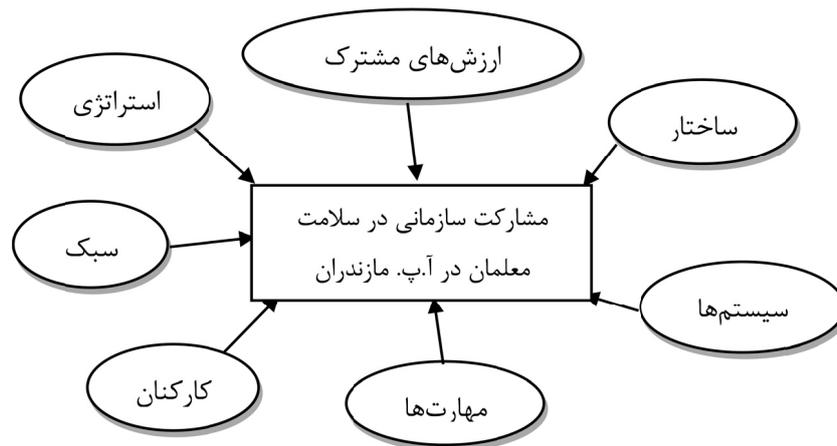 ارزش‌های مشترک
استراتژی
ساختار
مشارکت سازمانی در سلامت
معلمان در آ.پ. مازندران
سبک
سیستم‌ها
کارکنان
مهارت‌ها